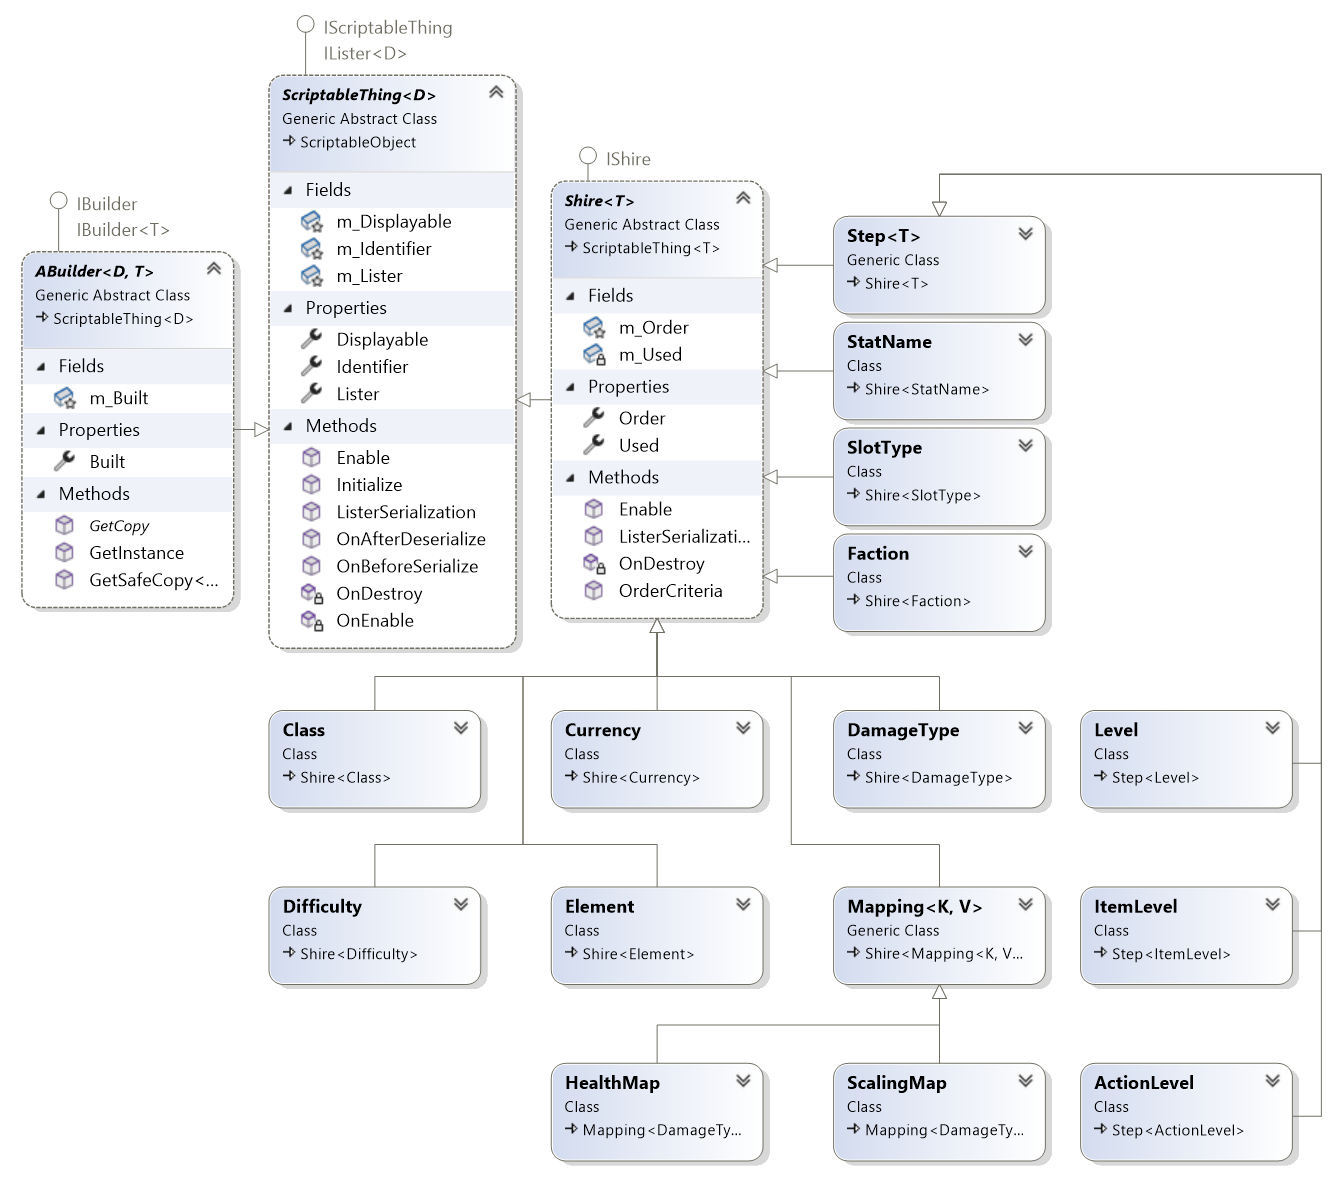 IScriptableThing
ILister<D>
ScriptableThing<D>
Generic Abstract Class
ScriptableObject
Fields
m_Displayable
m_Identifier
m_Lister
Properties
Displayable
Identifier
Lister
Methods
Enable
Initialize
ListerSerialization
OnAfterDeserialize
OnBeforeSerialize
OnDestroy
OnEnable
IBuilder
IBuilder<T>
ABuilder<D, T>
Generic Abstract Class
ScriptableThing<D>
Fields
m_Built
Properties
Built
Methods
GetCopy
GetInstance
GetSafeCopy<...
IShire
Shire<T>
Generic Abstract Class
ScriptableThing<T>
Fields
m_Order
m_Used
Properties
Order
Used
Methods
Enable
ListerSerializati...
OnDestroy
OrderCriteria
Step<T>
Generic Class
Shire<T>
StatName
Class
Shire<StatName>
SlotType
Class
Shire<SlotType>
Faction
Class
Shire<Faction>
Class
Class
Shire<Class>
Currency
Class
Shire<Currency>
DamageType
Class
Shire<DamageType>
Level
Class
Step<Level>
Difficulty
Class
Shire<Difficulty>
Element
Class
Shire<Element>
Mapping<K, V>
Generic Class
Shire<Mapping<K, V...
ItemLevel
Class
Step<ItemLevel>
HealthMap
Class
Mapping<DamageTy...
ScalingMap
Class
Mapping<DamageTy...
ActionLevel
Class
Step<ActionLevel>